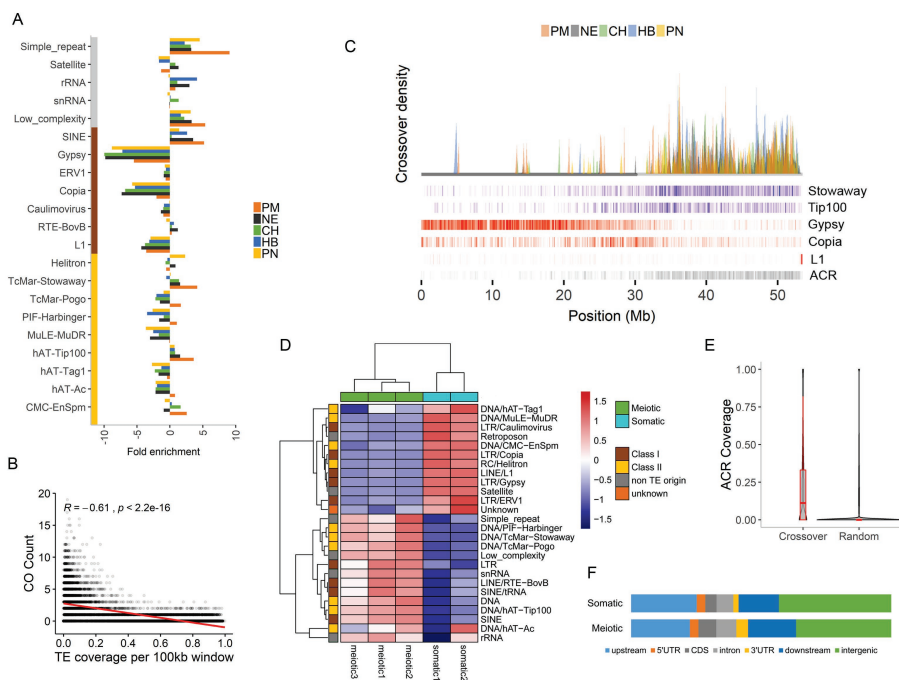 A
Simple_repeat
Satellite
rRNA
snRNA
Low_complexity
SINE
Gypsy
ERV1
Copia
Caulimovirus
RTE-BovB
L1
Helitron
TcMar-Stowaway
TcMar-Pogo
PIF-Harbinger
MuLE-MuDR
hAT-Tip100
hAT-Tag1
hAT-Ac
CMC-EnSpm
-10 -5 0 5 10
Fold enrichment
PM
NE
CH
HB
PN
B
R = −0.61 , p < 2.2e-16
CO Count
20
15
10
5
0
0.0 0.2 0.4 0.6 0.8 1.0
TE coverage per 100kb window
C
PM NE CH HB PN
Crossover density
Stowaway
Tip100
Gypsy
Copia
L1
ACR
0 10 20 30 40 50
Position (Mb)
D
DNA/hAT−Tag1
DNA/MuLE−MuDR
LTR/Caulimovirus
Retroposon
DNA/CMC−EnSpm
LTR/Copia
RC/Helitron
LINE/L1
LTR/Gypsy
Satellite
LTR/ERV1
Unknown
Simple_repeat
DNA/PIF−Harbinger
DNA/TcMar−Stowaway
DNA/TcMar−Pogo
Low_complexity
LTR
snRNA
LINE/RTE−BovB
SINE/tRNA
DNA
DNA/hAT−Tip100
SINE
DNA/hAT−Ac
rRNA
meiotic3
meiotic1
meiotic2
somatic1
somatic2
1.5
1
0.5
0
−0.5
−1
−1.5
Meiotic
Somatic
Class I
Class II
non TE origin
unknown
E
ACR Coverage
1.00
0.75
0.50
0.25
0.00
Crossover Random
F
Somatic
Meiotic
upstream 5'UTR CDS intron 3'UTR downstream intergenic